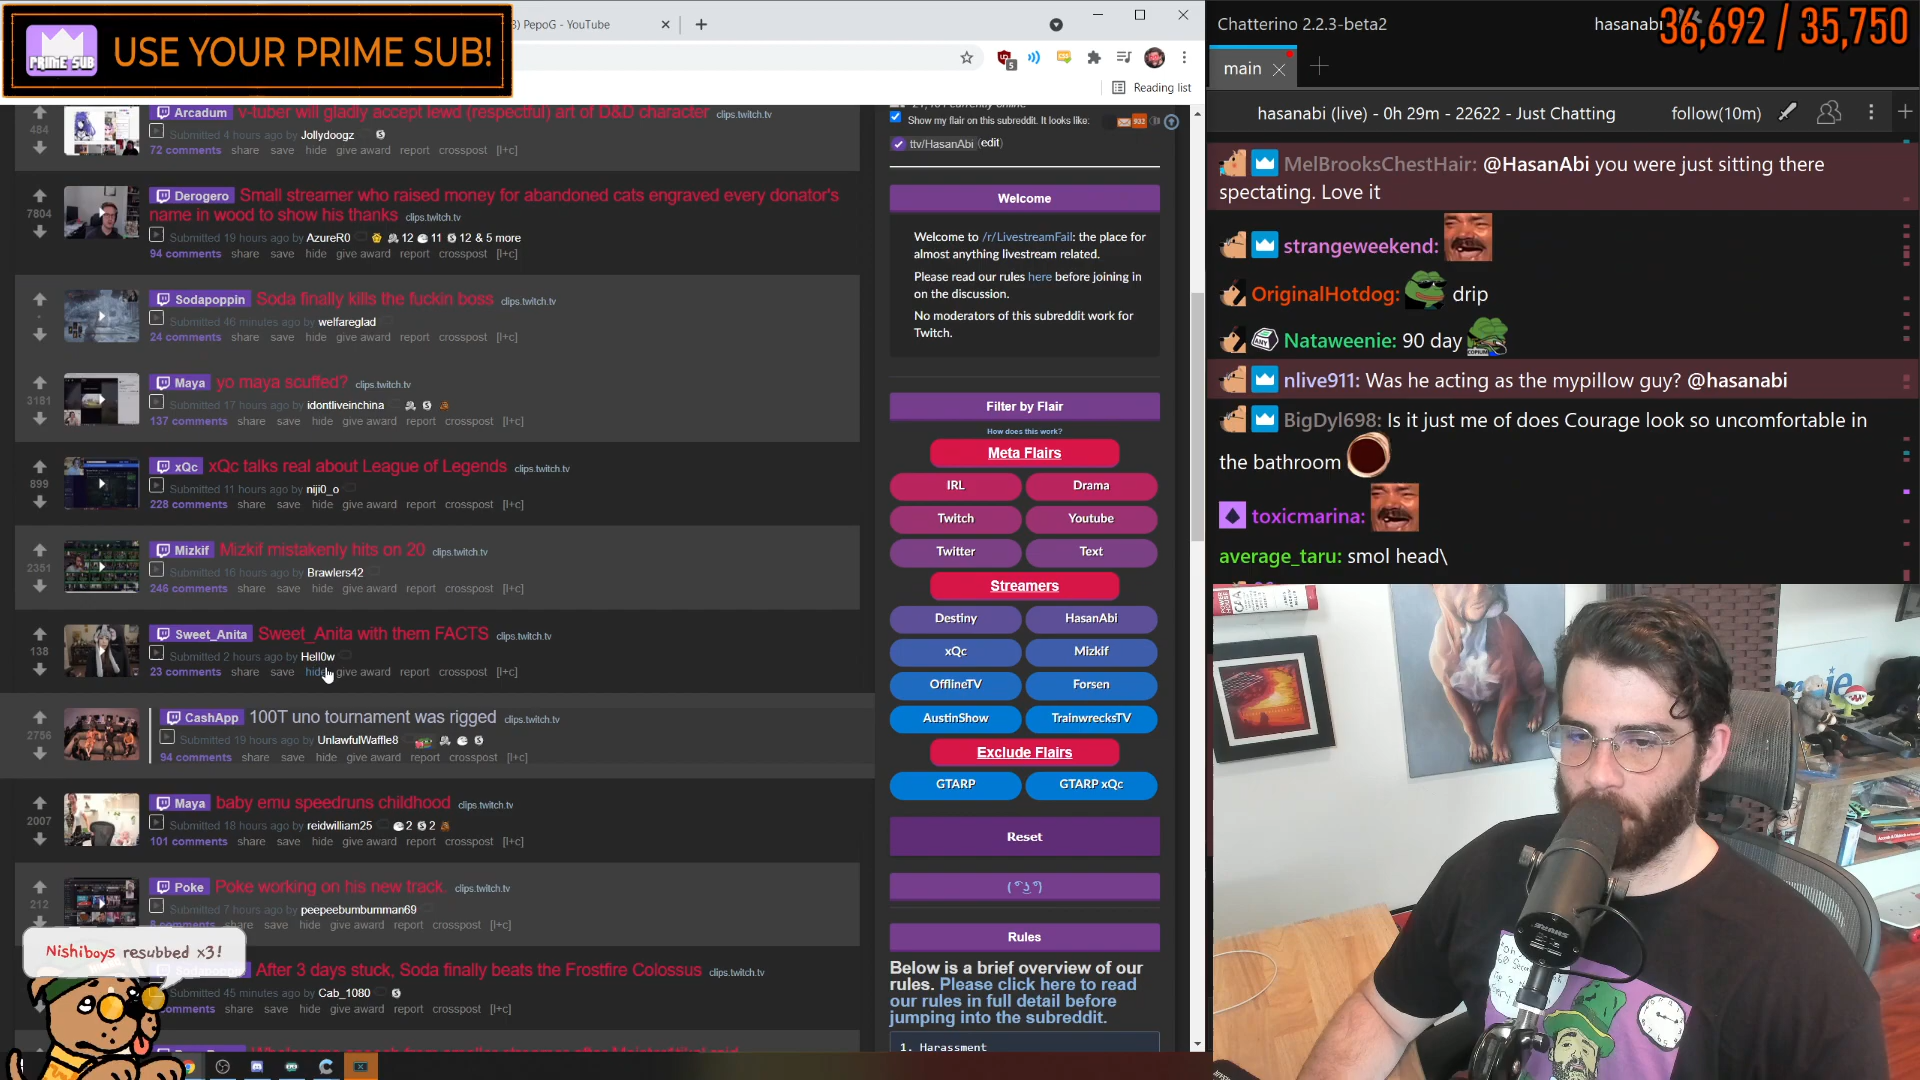 USE YOUR PRIME SUB!
PRIME SUB
PepoG - YouTube
Reading list
484
Arcadum v-tuber will gladly accept lewd (respectful) art of D&D character clips.twitch.tv
Submitted 4 hours ago by Jollydoogz
72 comments share save hide give award report crosspost [l+c]
7804
Derogero Small streamer who raised money for abandoned cats engraved every donator's
name in wood to show his thanks clips.twitch.tv
Submitted 19 hours ago by AzureR0 12 11 12 & 5 more
94 comments share save hide give award report crosspost [l+c]
Sodapoppin Soda finally kills the fuckin boss clips.twitch.tv
Submitted 46 minutes ago by welfareglad
24 comments share save hide give award report crosspost [l+c]
3181
Maya yo maya scuffed? clips.twitch.tv
Submitted 17 hours ago by idontliveinchina
137 comments share save hide give award report crosspost [l+c]
899
xQc xQc talks real about League of Legends clips.twitch.tv
Submitted 11 hours ago by niji0_o
228 comments share save hide give award report crosspost [l+c]
2351
Mizkif Mizkif mistakenly hits on 20 clips.twitch.tv
Submitted 16 hours ago by Brawlers42
246 comments share save hide give award report crosspost [l+c]
138
Sweet_Anita Sweet_Anita with them FACTS clips.twitch.tv
Submitted 2 hours ago by Hell0w
23 comments share save hide give award report crosspost [l+c]
2756
CashApp 100T uno tournament was rigged clips.twitch.tv
Submitted 19 hours ago by UnlawfulWaffle8
94 comments share save hide give award report crosspost [l+c]
2007
Maya baby emu speedruns childhood clips.twitch.tv
Submitted 18 hours ago by reidwilliam25 2 2
101 comments share save hide give award report crosspost [l+c]
212
Poke Poke working on his new track. clips.twitch.tv
Submitted 7 hours ago by peepeebumbumman69
comments share save hide give award report crosspost [l+c]
Nishiboys resubbed x3!
After 3 days stuck, Soda finally beats the Frostfire Colossus clips.twitch.tv
45 minutes ago by Cab_1080
comments share save hide give award report crosspost [l+c]
currently online
Show my flair on this subreddit. It looks like:
932
ttv/HasanAbi (edit)
Welcome
Welcome to /r/LivestreamFail: the place for
almost anything livestream related.
Please read our rules here before joining in
on the discussion.
No moderators of this subreddit work for
Twitch.
Filter by Flair
How does this work?
Meta Flairs
IRL Drama
Twitch Youtube
Twitter Text
Streamers
Destiny HasanAbi
xQc Mizkif
OfflineTV Forsen
AustinShow TrainwrecksTV
Exclude Flairs
GTARP GTARP xQc
Reset
( ͡° ͜ʖ ͡°)
Rules
Below is a brief overview of our
rules. Please click here to read
our rules in full detail before
jumping into the subreddit.
1. Harassment
Chatterino 2.2.3-beta2
hasanabi
36,692 / 35,750
main
hasanabi (live) - 0h 29m - 22622 - Just Chatting follow(10m)
MelBrooksChestHair: @HasanAbi you were just sitting there
spectating. Love it
strangeweekend:
OriginalHotdog: drip
Nataweenie: 90 day
nlive911: Was he acting as the mypillow guy? @hasanabi
BigDyl698: Is it just me of does Courage look so uncomfortable in
the bathroom
toxicmarina:
average_taru: smol head\